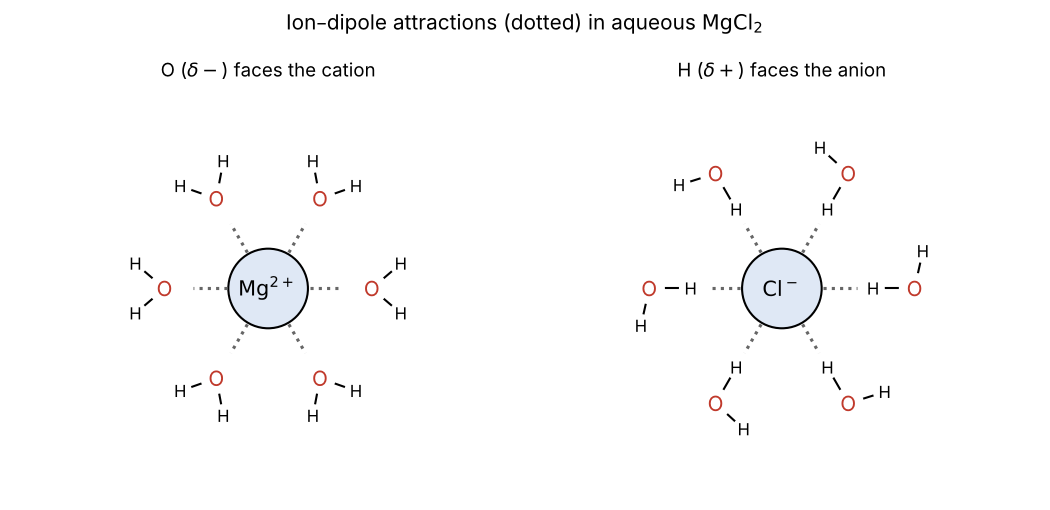 Ion–dipole attractions (dotted) in aqueous MgCl₂
O (δ −) faces the cation
H (δ +) faces the anion
H H
H O O H
H O Mg²⁺ O H
H H
H O O H
H H
H
H O O
H H
H
O H Cl⁻ H O
H
H H
O O H
H